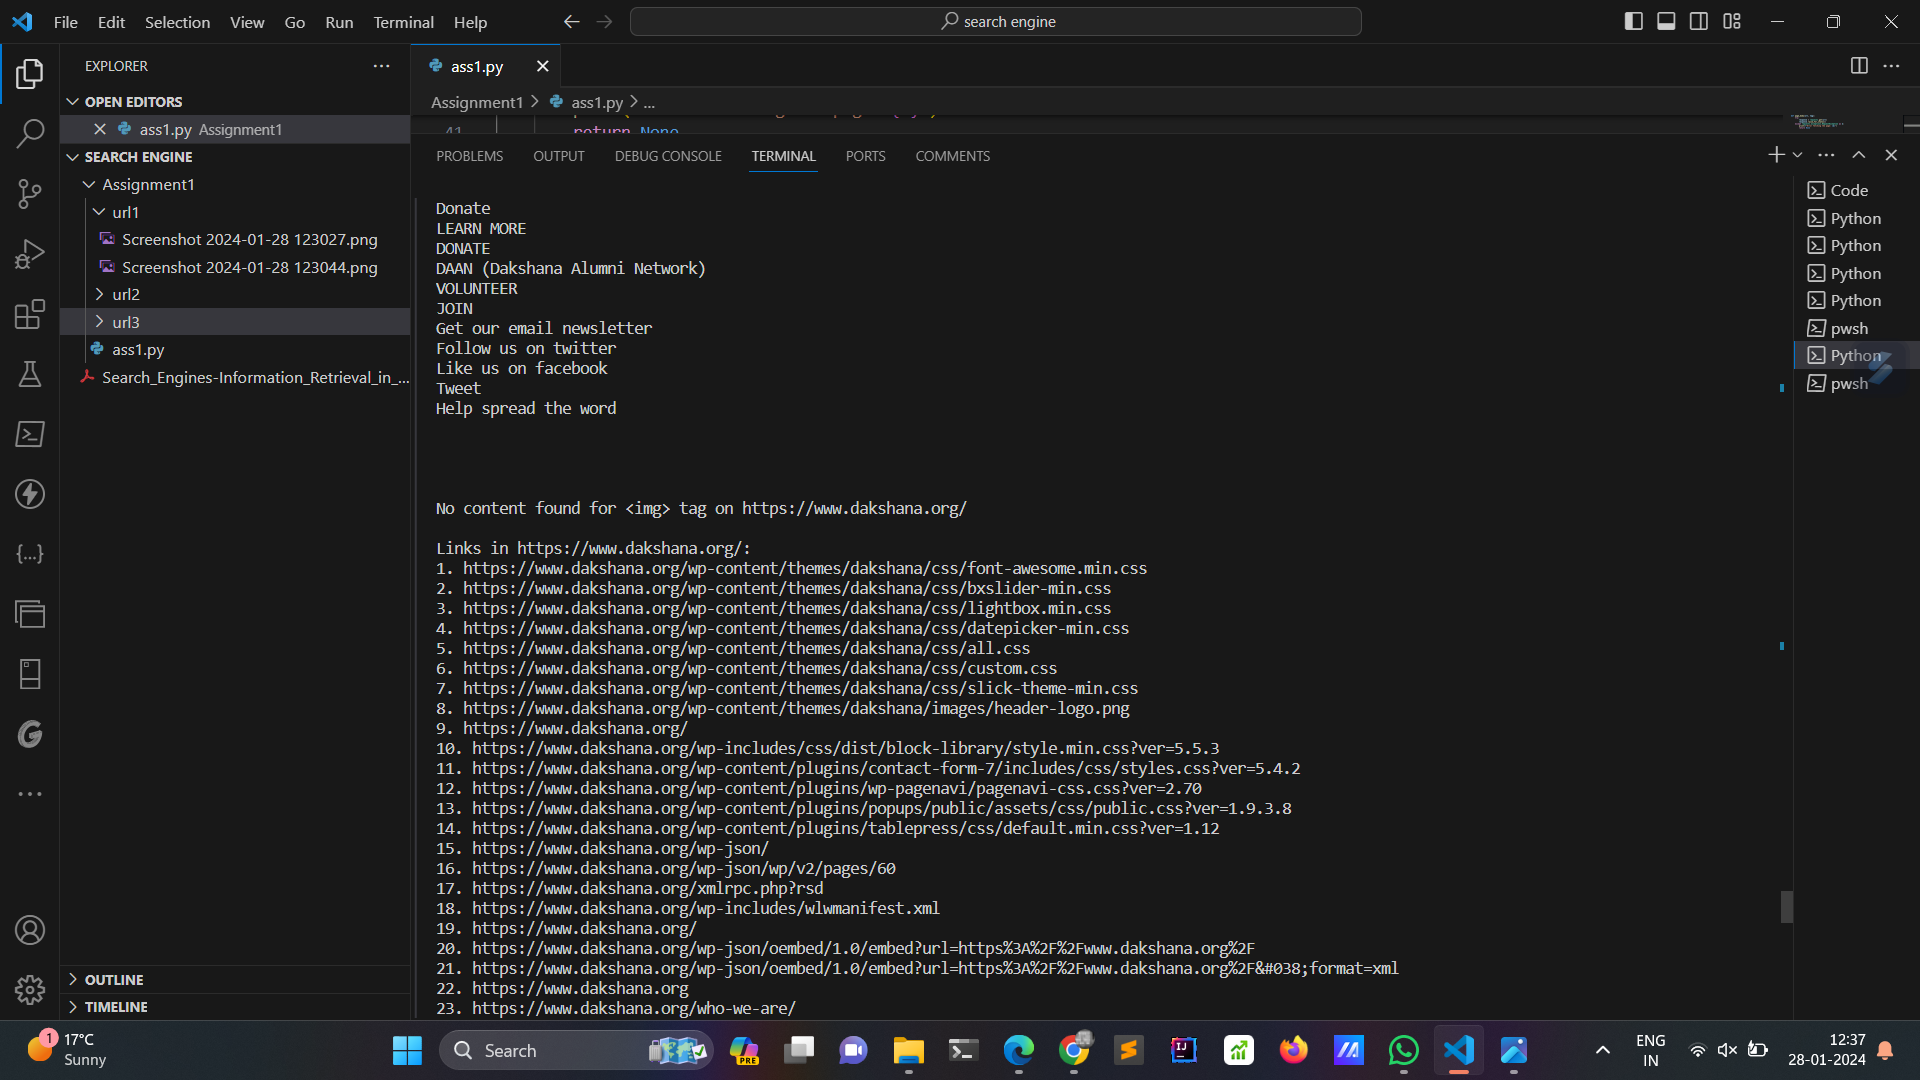 File Edit Selection View Go Run Terminal Help
search engine
EXPLORER
OPEN EDITORS
ass1.py Assignment1
SEARCH ENGINE
Assignment1
url1
Screenshot 2024-01-28 123027.png
Screenshot 2024-01-28 123044.png
url2
url3
ass1.py
Search_Engines-Information_Retrieval_in_...
OUTLINE
TIMELINE
ass1.py
Assignment1 > ass1.py > ...
41 return None
PROBLEMS OUTPUT DEBUG CONSOLE TERMINAL PORTS COMMENTS
Donate
LEARN MORE
DONATE
DAAN (Dakshana Alumni Network)
VOLUNTEER
JOIN
Get our email newsletter
Follow us on twitter
Like us on facebook
Tweet
Help spread the word
No content found for <img> tag on https://www.dakshana.org/
Links in https://www.dakshana.org/:
1. https://www.dakshana.org/wp-content/themes/dakshana/css/font-awesome.min.css
2. https://www.dakshana.org/wp-content/themes/dakshana/css/bxslider-min.css
3. https://www.dakshana.org/wp-content/themes/dakshana/css/lightbox.min.css
4. https://www.dakshana.org/wp-content/themes/dakshana/css/datepicker-min.css
5. https://www.dakshana.org/wp-content/themes/dakshana/css/all.css
6. https://www.dakshana.org/wp-content/themes/dakshana/css/custom.css
7. https://www.dakshana.org/wp-content/themes/dakshana/css/slick-theme-min.css
8. https://www.dakshana.org/wp-content/themes/dakshana/images/header-logo.png
9. https://www.dakshana.org/
10. https://www.dakshana.org/wp-includes/css/dist/block-library/style.min.css?ver=5.5.3
11. https://www.dakshana.org/wp-content/plugins/contact-form-7/includes/css/styles.css?ver=5.4.2
12. https://www.dakshana.org/wp-content/plugins/wp-pagenavi/pagenavi-css.css?ver=2.70
13. https://www.dakshana.org/wp-content/plugins/popups/public/assets/css/public.css?ver=1.9.3.8
14. https://www.dakshana.org/wp-content/plugins/tablepress/css/default.min.css?ver=1.12
15. https://www.dakshana.org/wp-json/
16. https://www.dakshana.org/wp-json/wp/v2/pages/60
17. https://www.dakshana.org/xmlrpc.php?rsd
18. https://www.dakshana.org/wp-includes/wlwmanifest.xml
19. https://www.dakshana.org/
20. https://www.dakshana.org/wp-json/oembed/1.0/embed?url=https%3A%2F%2Fwww.dakshana.org%2F
21. https://www.dakshana.org/wp-json/oembed/1.0/embed?url=https%3A%2F%2Fwww.dakshana.org%2F&#038;format=xml
22. https://www.dakshana.org
23. https://www.dakshana.org/who-we-are/
Code
Python
Python
Python
Python
pwsh
Python
pwsh
1
17°C
Sunny
Search
PRE
IJ
ENG
IN
12:37
28-01-2024